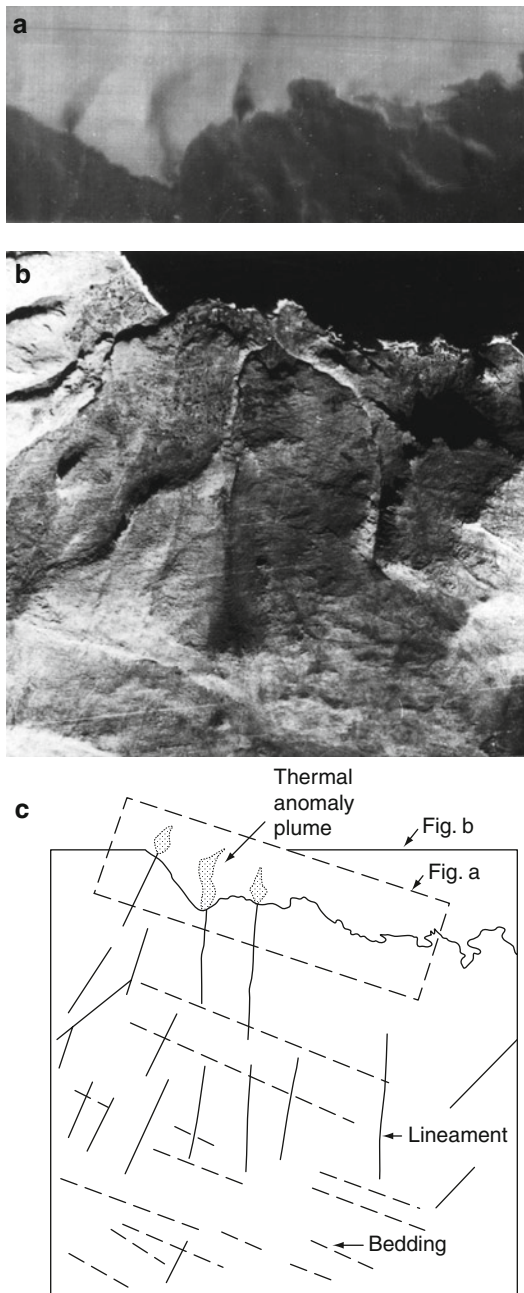 a
b
c
Thermal
anomaly
plume
Fig. b
Fig. a
Lineament
Bedding